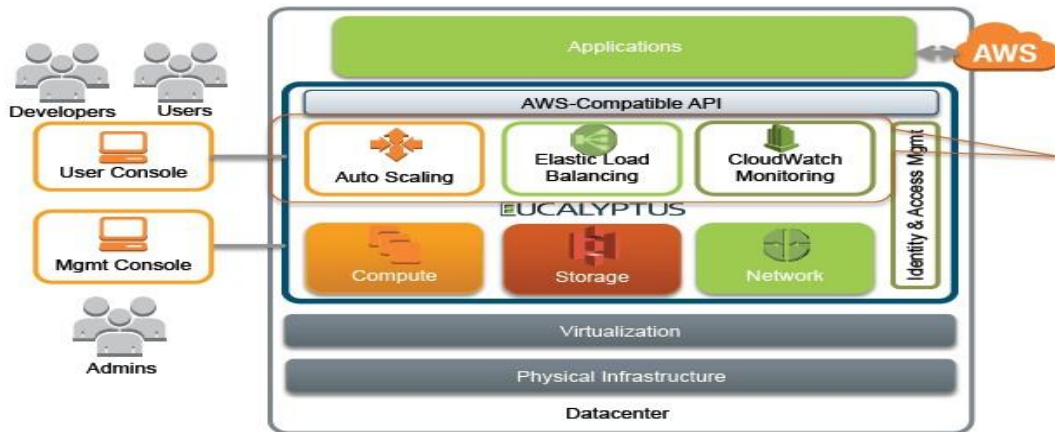 Applications
AWS
Developers
Users
AWS-Compatible API
User Console
Auto Scaling
Elastic Load
Balancing
CloudWatch
Monitoring
Identity & Access Mgmt
EUCALYPTUS
Mgmt Console
Compute
Storage
Network
Admins
Virtualization
Physical Infrastructure
Datacenter